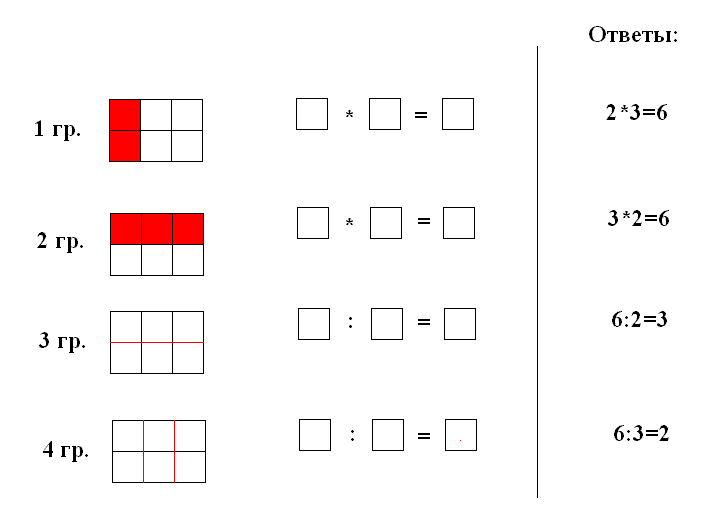 Ответы:
1 гр. * = 2*3=6
2 гр. * = 3*2=6
3 гр. : = 6:2=3
4 гр. : = 6:3=2